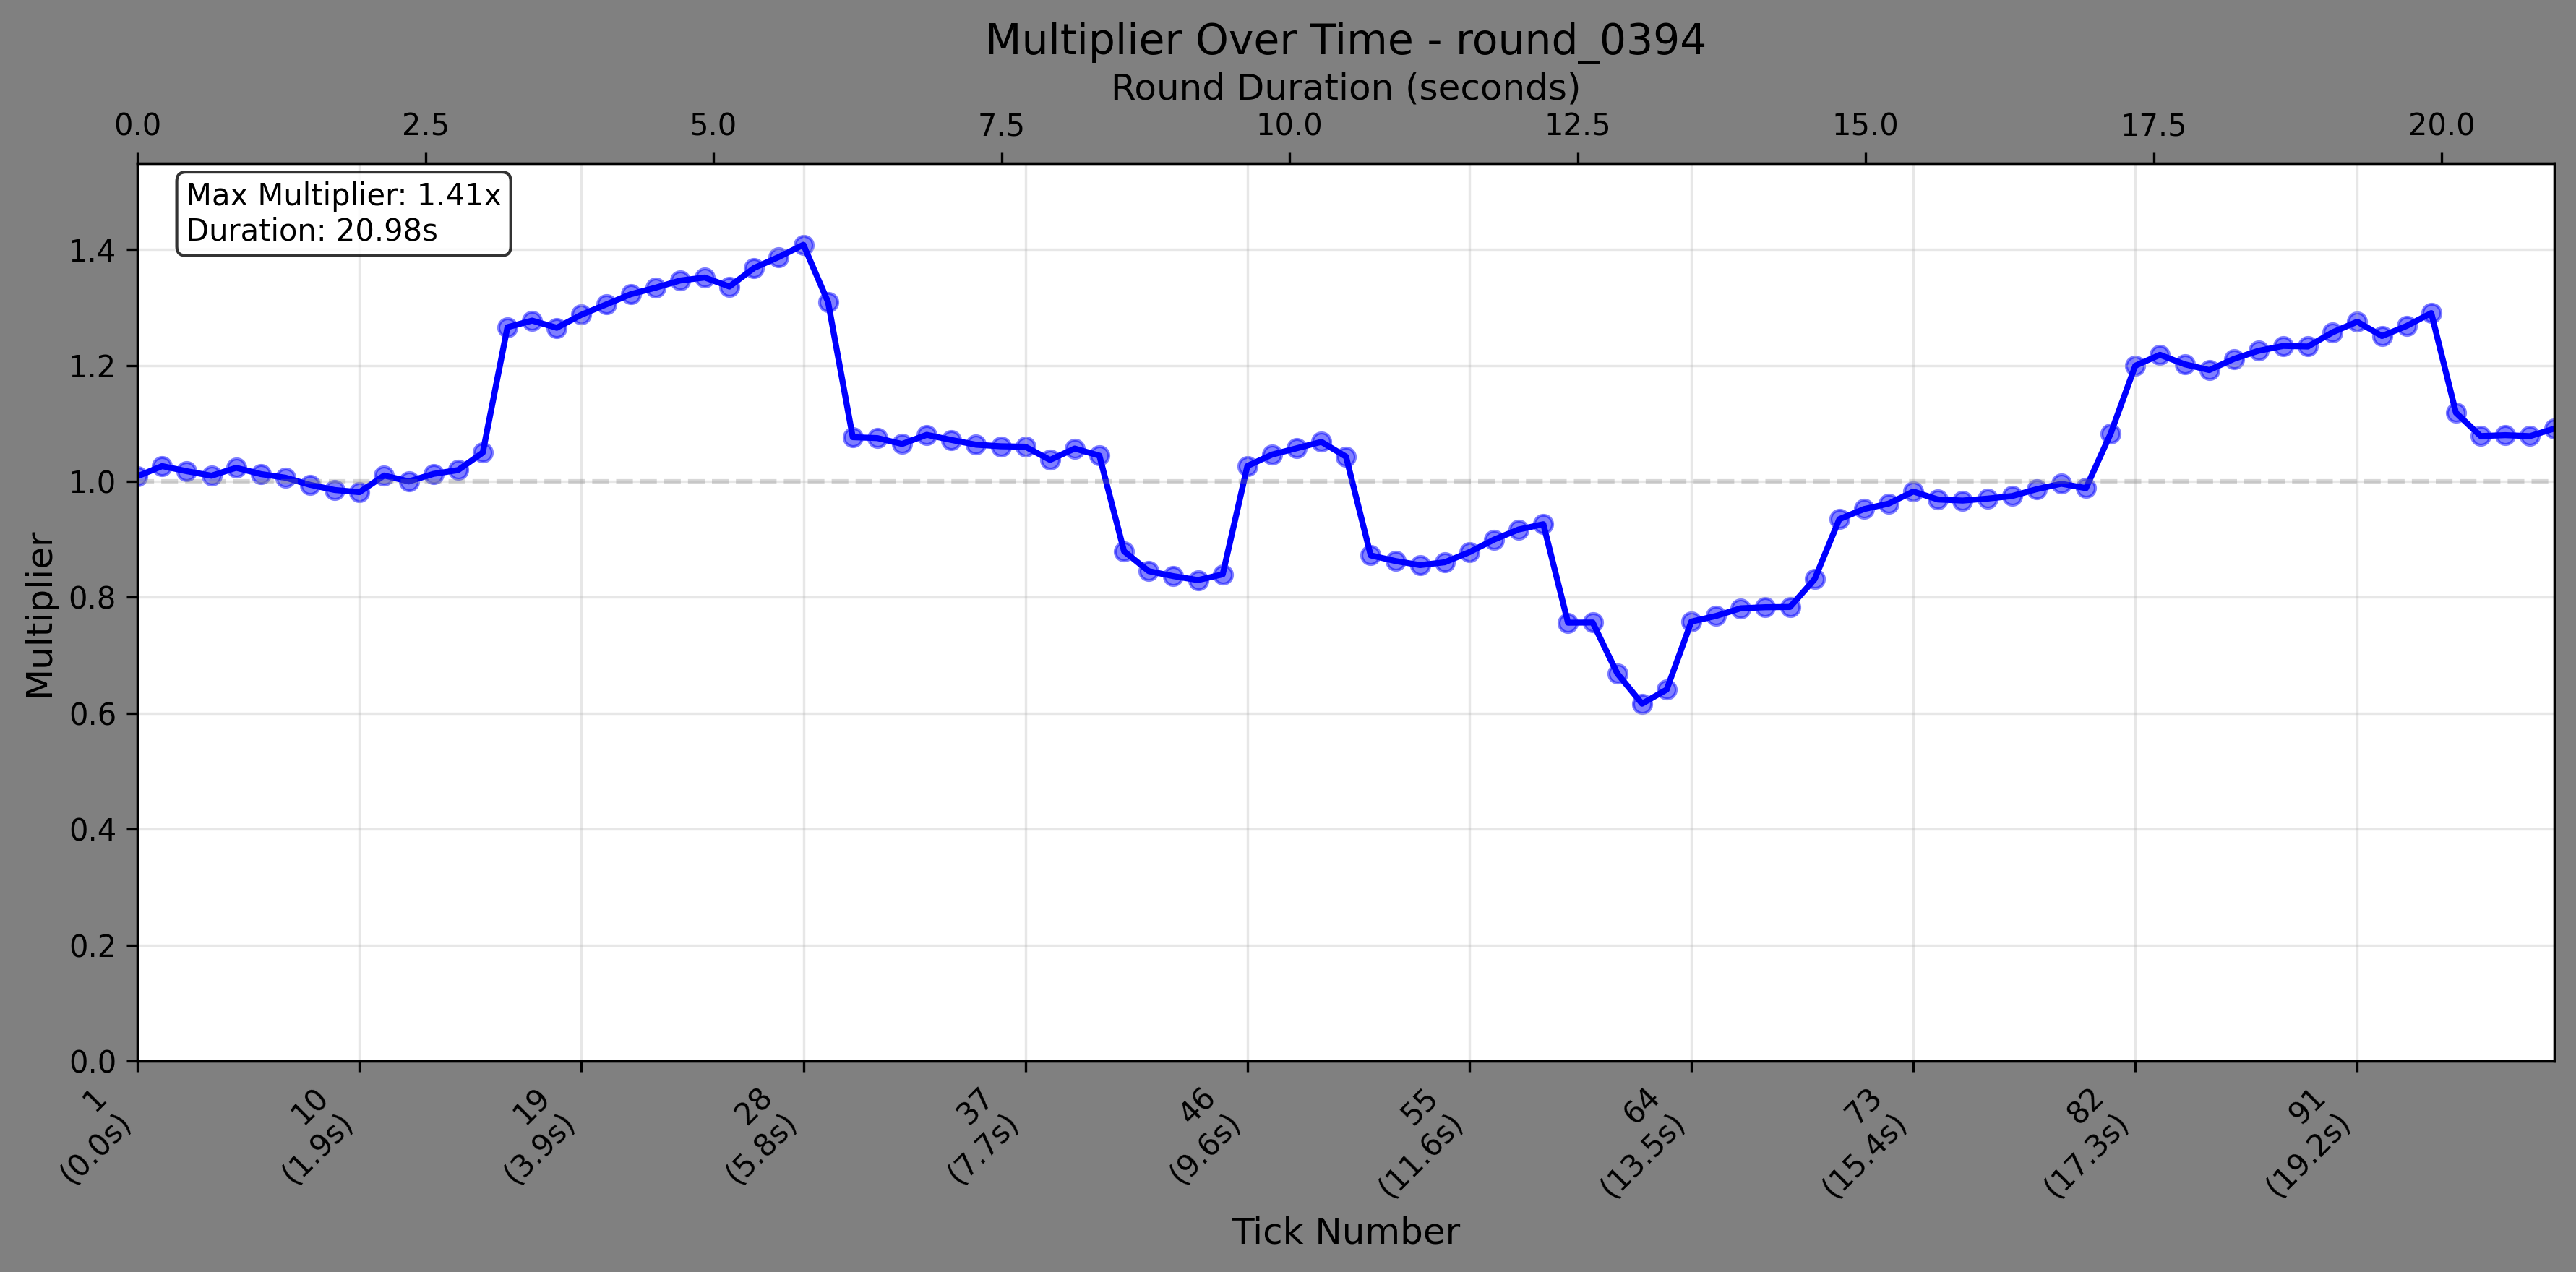 Multiplier Over Time - round_0394
Round Duration (seconds)
0.0 2.5 5.0 7.5 10.0 12.5 15.0 17.5 20.0
Max Multiplier: 1.41x
Duration: 20.98s
Multiplier
1.4
1.2
1.0
0.8
0.6
0.4
0.2
0.0
1
(0.0s)
10
(1.9s)
19
(3.9s)
28
(5.8s)
37
(7.7s)
46
(9.6s)
55
(11.6s)
64
(13.5s)
73
(15.4s)
82
(17.3s)
91
(19.2s)
Tick Number